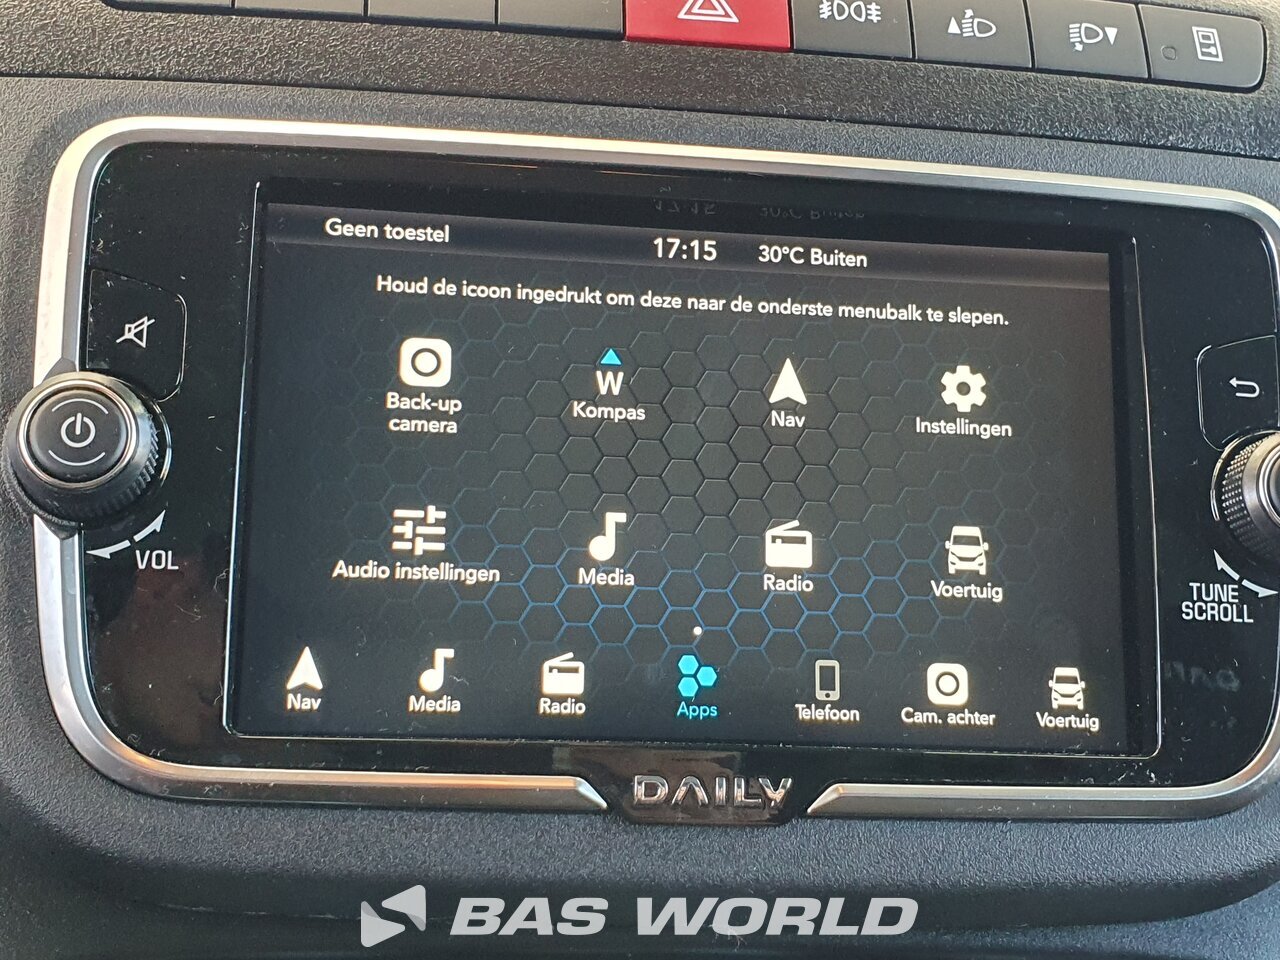 Geen toestel
17:15
30°C Buiten
Houd de icoon ingedrukt om deze naar de onderste menubalk te slepen.
Back-up
camera
W
Kompas
Nav
Instellingen
Audio instellingen
Media
Radio
Voertuig
Nav
Media
Radio
Apps
Telefoon
Cam. achter
Voertuig
VOL
TUNE
SCROLL
DAILY
BAS WORLD